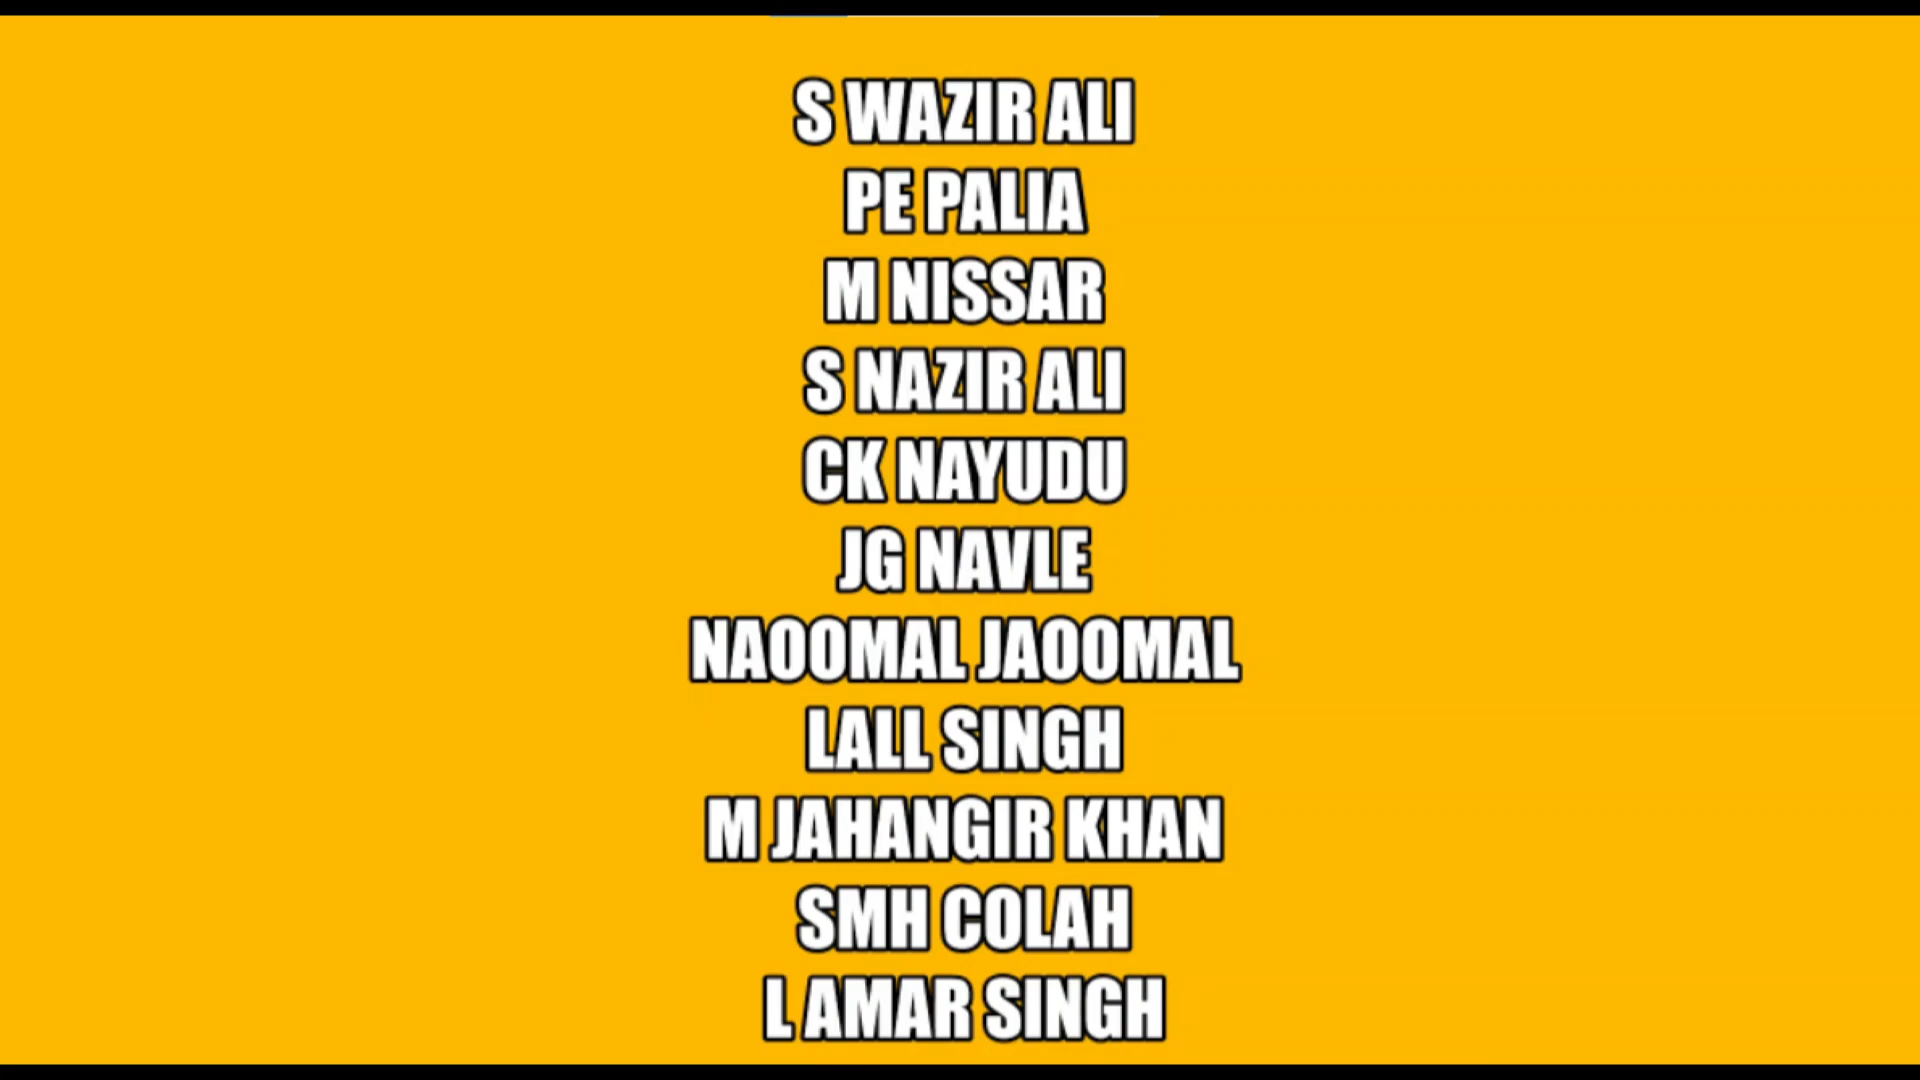 S WAZIR ALI
PE PALIA
M NISSAR
S NAZIR ALI
CK NAYUDU
JG NAVLE
NAOOMAL JAOOMAL
LALL SINGH
M JAHANGIR KHAN
SMH COLAH
L AMAR SINGH